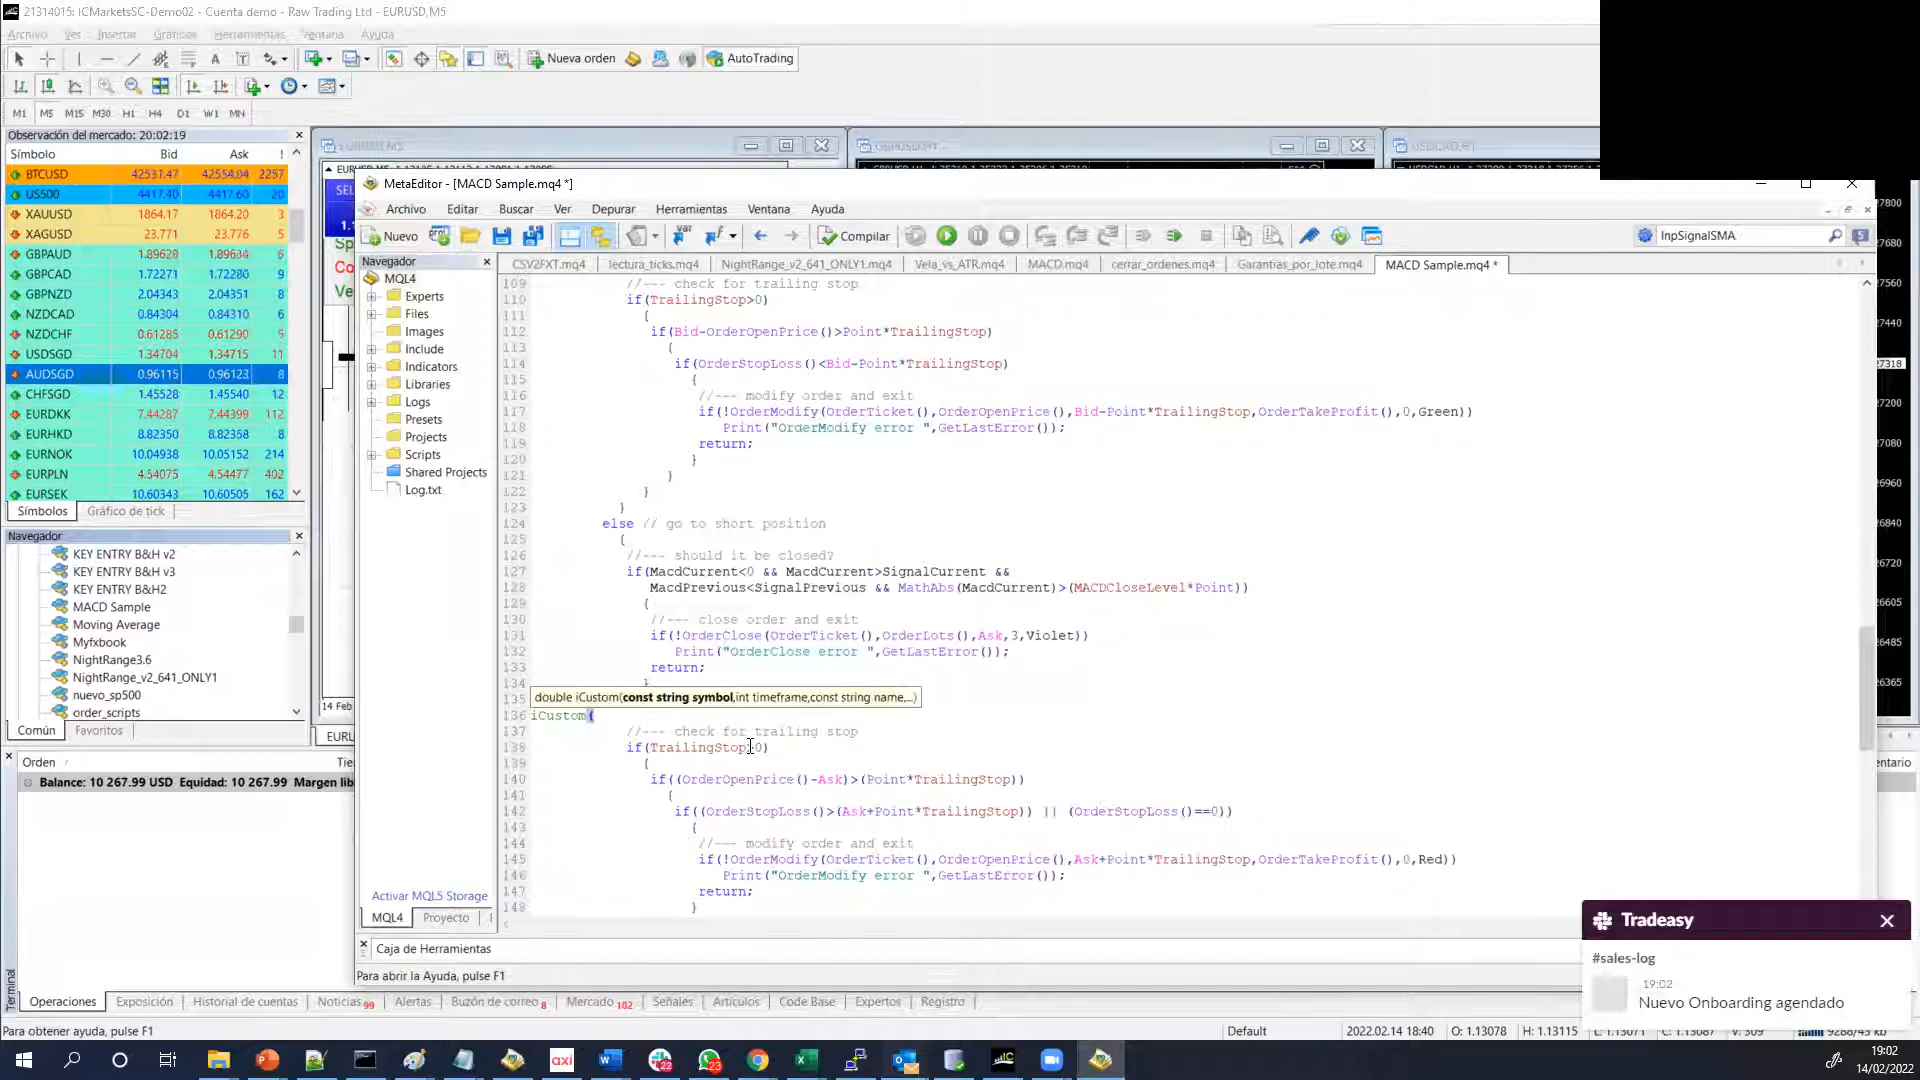 21314015: ICMarketsSC-Demo02 - Cuenta demo - Raw Trading Ltd - EURUSD,M5
Archivo Ver Insertar Gráficos Herramientas Ventana Ayuda
Nueva orden AutoTrading
M1 M5 M15 M30 H1 H4 D1 W1 MN
Observación del mercado: 20:02:19
Símbolo Bid Ask !
BTCUSD 42531.47 42554.04 2257
US500 4417.40 4417.60 20
XAUUSD 1864.17 1864.20 3
XAGUSD 23.771 23.776 5
GBPAUD 1.89620 1.89634
GBPCAD 1.72271 1.72280 9
GBPNZD 2.04343 2.04351 8
NZDCAD 0.84304 0.84310 6
NZDCHF 0.61285 0.61290 5
USDSGD 1.34704 1.34715 11
AUDSGD 0.96115 0.96123 8
CHFSGD 1.45528 1.45540 12
EURDKK 7.44287 7.44399 112
EURHKD 8.82350 8.82358 8
EURNOK 10.04938 10.05152 214
EURPLN 4.54075 4.54477 402
EURSEK 10.60343 10.60505 162
Símbolos Gráfico de tick
Navegador
KEY ENTRY B&H v2
KEY ENTRY B&H v3
KEY ENTRY B&H2
MACD Sample
Moving Average
Myfxbook
NightRange3.6
NightRange_v2_641_ONLY1
nuevo_sp500
order_scripts
Común Favoritos
MetaEditor - [MACD Sample.mq4 *]
Archivo Editar Buscar Ver Depurar Herramientas Ventana Ayuda
Nuevo Compilar InpSignalSMA
Navegador
MQL4
Experts
Files
Images
Include
Indicators
Libraries
Logs
Presets
Projects
Scripts
Shared Projects
Log.txt
Activar MQL5 Storage
MQL4 Proyecto
CSV2FXT.mq4 lectura_ticks.mq4 NightRange_v2_641_ONLY1.mq4 Vela_vs_ATR.mq4 MACD.mq4 cerrar_ordenes.mq4 Garantias_por_lote.mq4 MACD Sample.mq4 *
109 //--- check for trailing stop
110 if(TrailingStop>0)
111 {
112 if(Bid-OrderOpenPrice()>Point*TrailingStop)
113 {
114 if(OrderStopLoss()<Bid-Point*TrailingStop)
115 {
116 //--- modify order and exit
117 if(!OrderModify(OrderTicket(),OrderOpenPrice(),Bid-Point*TrailingStop,OrderTakeProfit(),0,Green))
118 Print("OrderModify error ",GetLastError());
119 return;
120 }
121 }
122 }
123 }
124 else // go to short position
125 {
126 //--- should it be closed?
127 if(MacdCurrent<0 && MacdCurrent>SignalCurrent &&
128 MacdPrevious<SignalPrevious && MathAbs(MacdCurrent)>(MACDCloseLevel*Point))
129 {
130 //--- close order and exit
131 if(!OrderClose(OrderTicket(),OrderLots(),Ask,3,Violet))
132 Print("OrderClose error ",GetLastError());
133 return;
134 }
135 double iCustom(const string symbol,int timeframe,const string name,...)
136 iCustom(
137 //--- check for trailing stop
138 if(TrailingStop>0)
139 {
140 if((OrderOpenPrice()-Ask)>(Point*TrailingStop))
141 {
142 if((OrderStopLoss()>(Ask+Point*TrailingStop)) || (OrderStopLoss()==0))
143 {
144 //--- modify order and exit
145 if(!OrderModify(OrderTicket(),OrderOpenPrice(),Ask+Point*TrailingStop,OrderTakeProfit(),0,Red))
146 Print("OrderModify error ",GetLastError());
147 return;
148 }
Caja de Herramientas
Para abrir la Ayuda, pulse F1
14 Feb
Orden
Balance: 10 267.99 USD Equidad: 10 267.99 Margen lib
Terminal
Operaciones Exposición Historial de cuentas Noticias 99 Alertas Buzón de correo 8 Mercado 102 Señales Artículos Code Base Expertos Registro
Para obtener ayuda, pulse F1
Default 2022.02.14 18:40 O: 1.13078 H: 1.13115
27318
Tradeasy
#sales-log
19:02
Nuevo Onboarding agendado
axi
19:02
14/02/2022